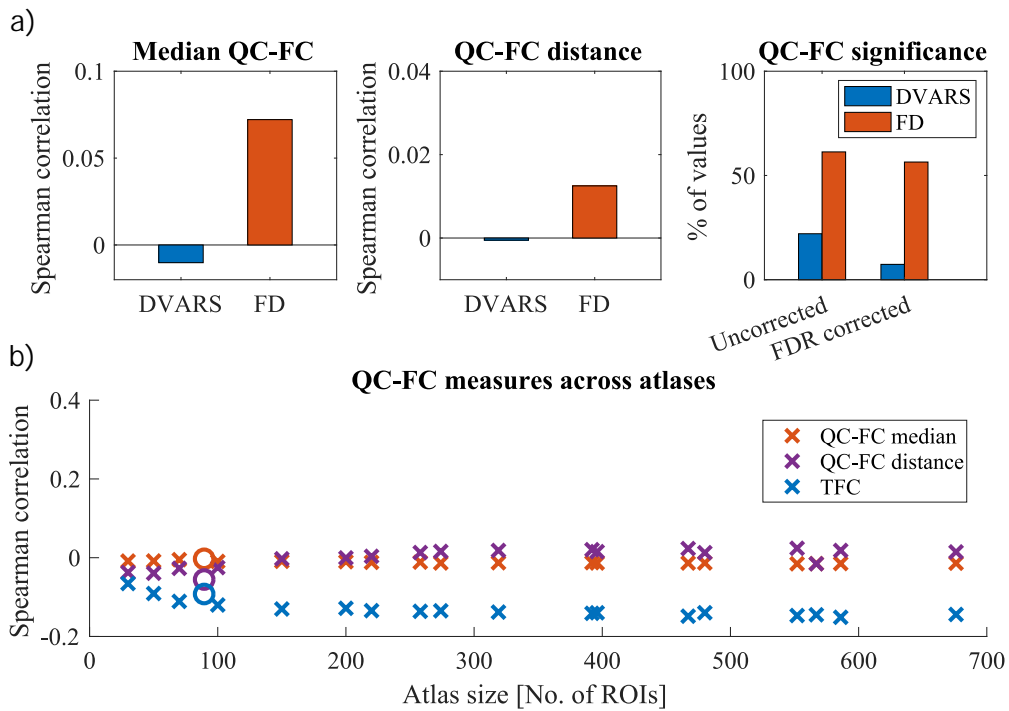 a)
Median QC-FC
QC-FC distance
QC-FC significance
Spearman correlation
0.1
0.05
0
DVARS
FD
Spearman correlation
0.04
0.02
0
DVARS
FD
% of values
100
50
0
DVARS
FD
Uncorrected
FDR corrected
b)
QC-FC measures across atlases
Spearman correlation
0.4
0.2
0
-0.2
QC-FC median
QC-FC distance
TFC
0 100 200 300 400 500 600 700
Atlas size [No. of ROIs]